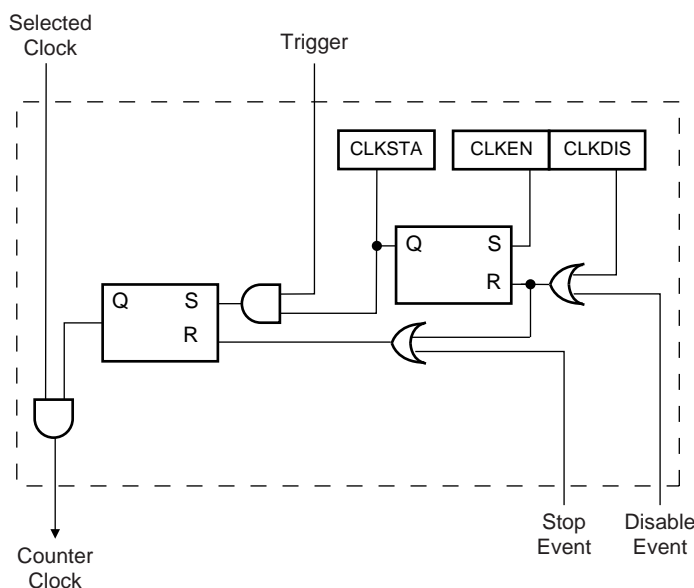 Selected
Clock
Trigger
CLKSTA
CLKEN
CLKDIS
Q
S
R
Q
S
R
Counter
Clock
Stop
Event
Disable
Event